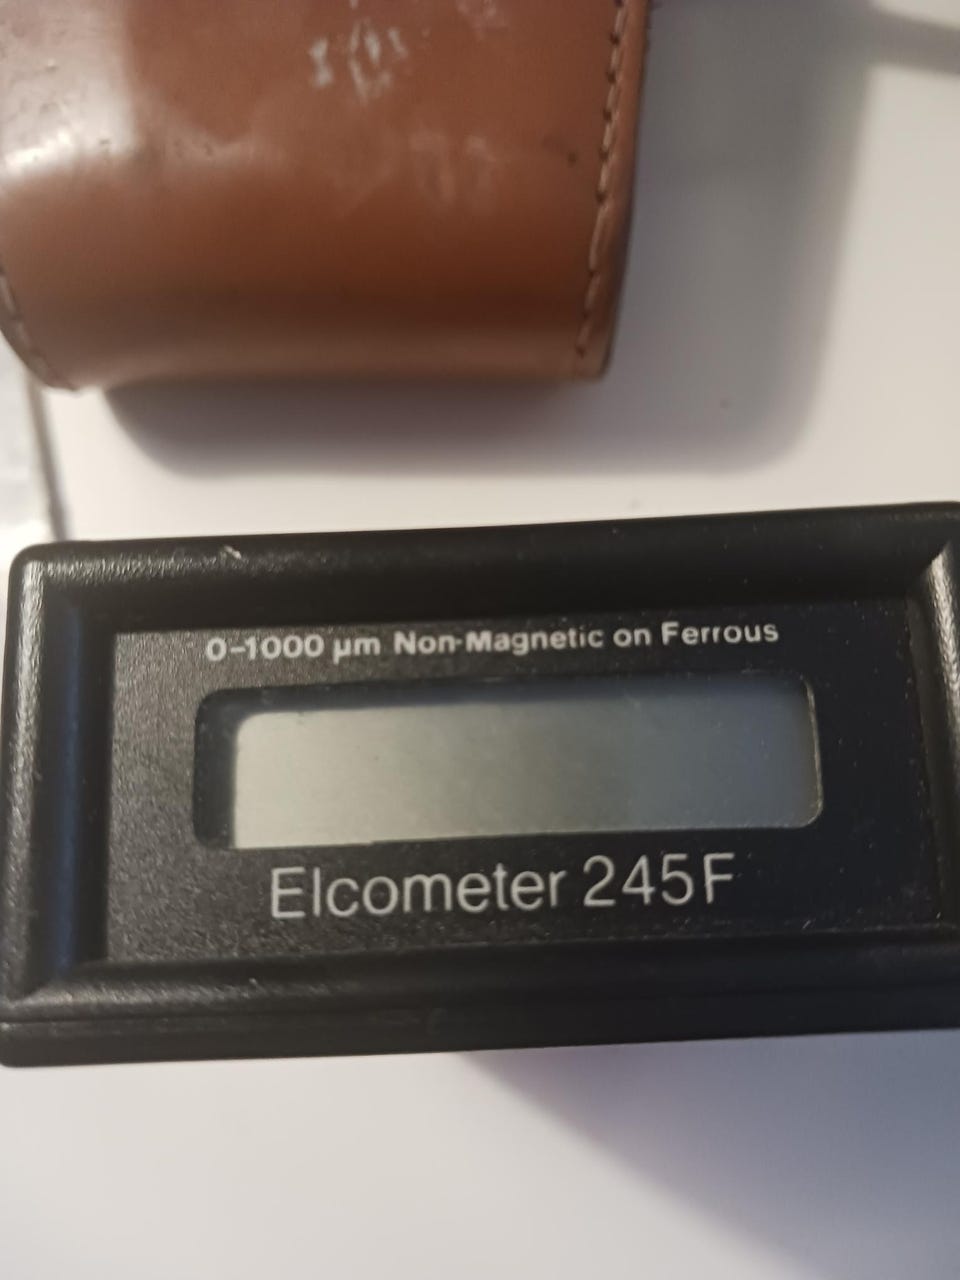 0-1000 µm Non-Magnetic on Ferrous
Elcometer 245F